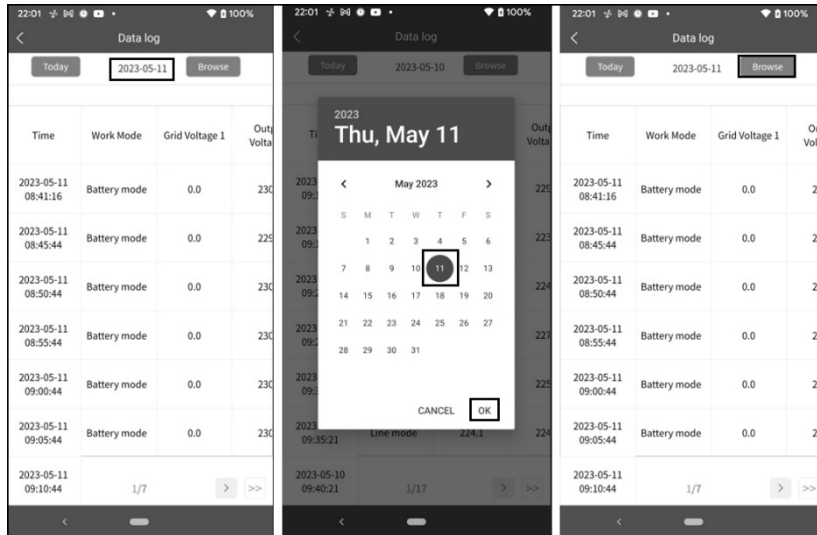 22:01 100%
Data log
Today 2023-05-11 Browse
Time Work Mode Grid Voltage 1 Outp
Volta
2023-05-11
08:41:16 Battery mode 0.0 230
2023-05-11
08:45:44 Battery mode 0.0 229
2023-05-11
08:50:44 Battery mode 0.0 230
2023-05-11
08:55:44 Battery mode 0.0 230
2023-05-11
09:00:44 Battery mode 0.0 230
2023-05-11
09:05:44 Battery mode 0.0 230
2023-05-11
09:10:44 1/7 > >>
22:01 100%
Data log
Today 2023-05-10 Browse
2023
Thu, May 11
May 2023
S M T W T F S
1 2 3 4 5 6
7 8 9 10 11 12 13
14 15 16 17 18 19 20
21 22 23 24 25 26 27
28 29 30 31
CANCEL OK
Line mode 224.1 224
09:35:21
2023-05-10
09:40:21 1/17 > >>
22:01 100%
Data log
Today 2023-05-11 Browse
Time Work Mode Grid Voltage 1
2023-05-11
08:41:16 Battery mode 0.0 2
2023-05-11
08:45:44 Battery mode 0.0 2
2023-05-11
08:50:44 Battery mode 0.0 2
2023-05-11
08:55:44 Battery mode 0.0 2
2023-05-11
09:00:44 Battery mode 0.0 2
2023-05-11
09:05:44 Battery mode 0.0 2
2023-05-11
09:10:44 1/7 > >>